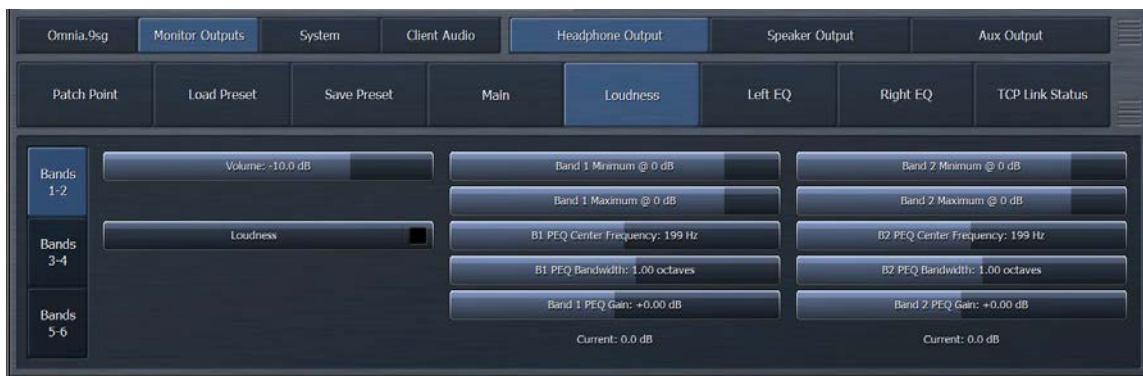 Omnia.9sg
Monitor Outputs
System
Client Audio
Headphone Output
Speaker Output
Aux Output
Patch Point
Load Preset
Save Preset
Main
Loudness
Left EQ
Right EQ
TCP Link Status
Bands
1-2
Bands
3-4
Bands
5-6
Volume: -10.0 dB
Loudness
Band 1 Minimum @ 0 dB
Band 1 Maximum @ 0 dB
B1 PEQ Center Frequency: 199 Hz
B1 PEQ Bandwidth: 1.00 octaves
Band 1 PEQ Gain: +0.00 dB
Current: 0.0 dB
Band 2 Minimum @ 0 dB
Band 2 Maximum @ 0 dB
B2 PEQ Center Frequency: 199 Hz
B2 PEQ Bandwidth: 1.00 octaves
Band 2 PEQ Gain: +0.00 dB
Current: 0.0 dB